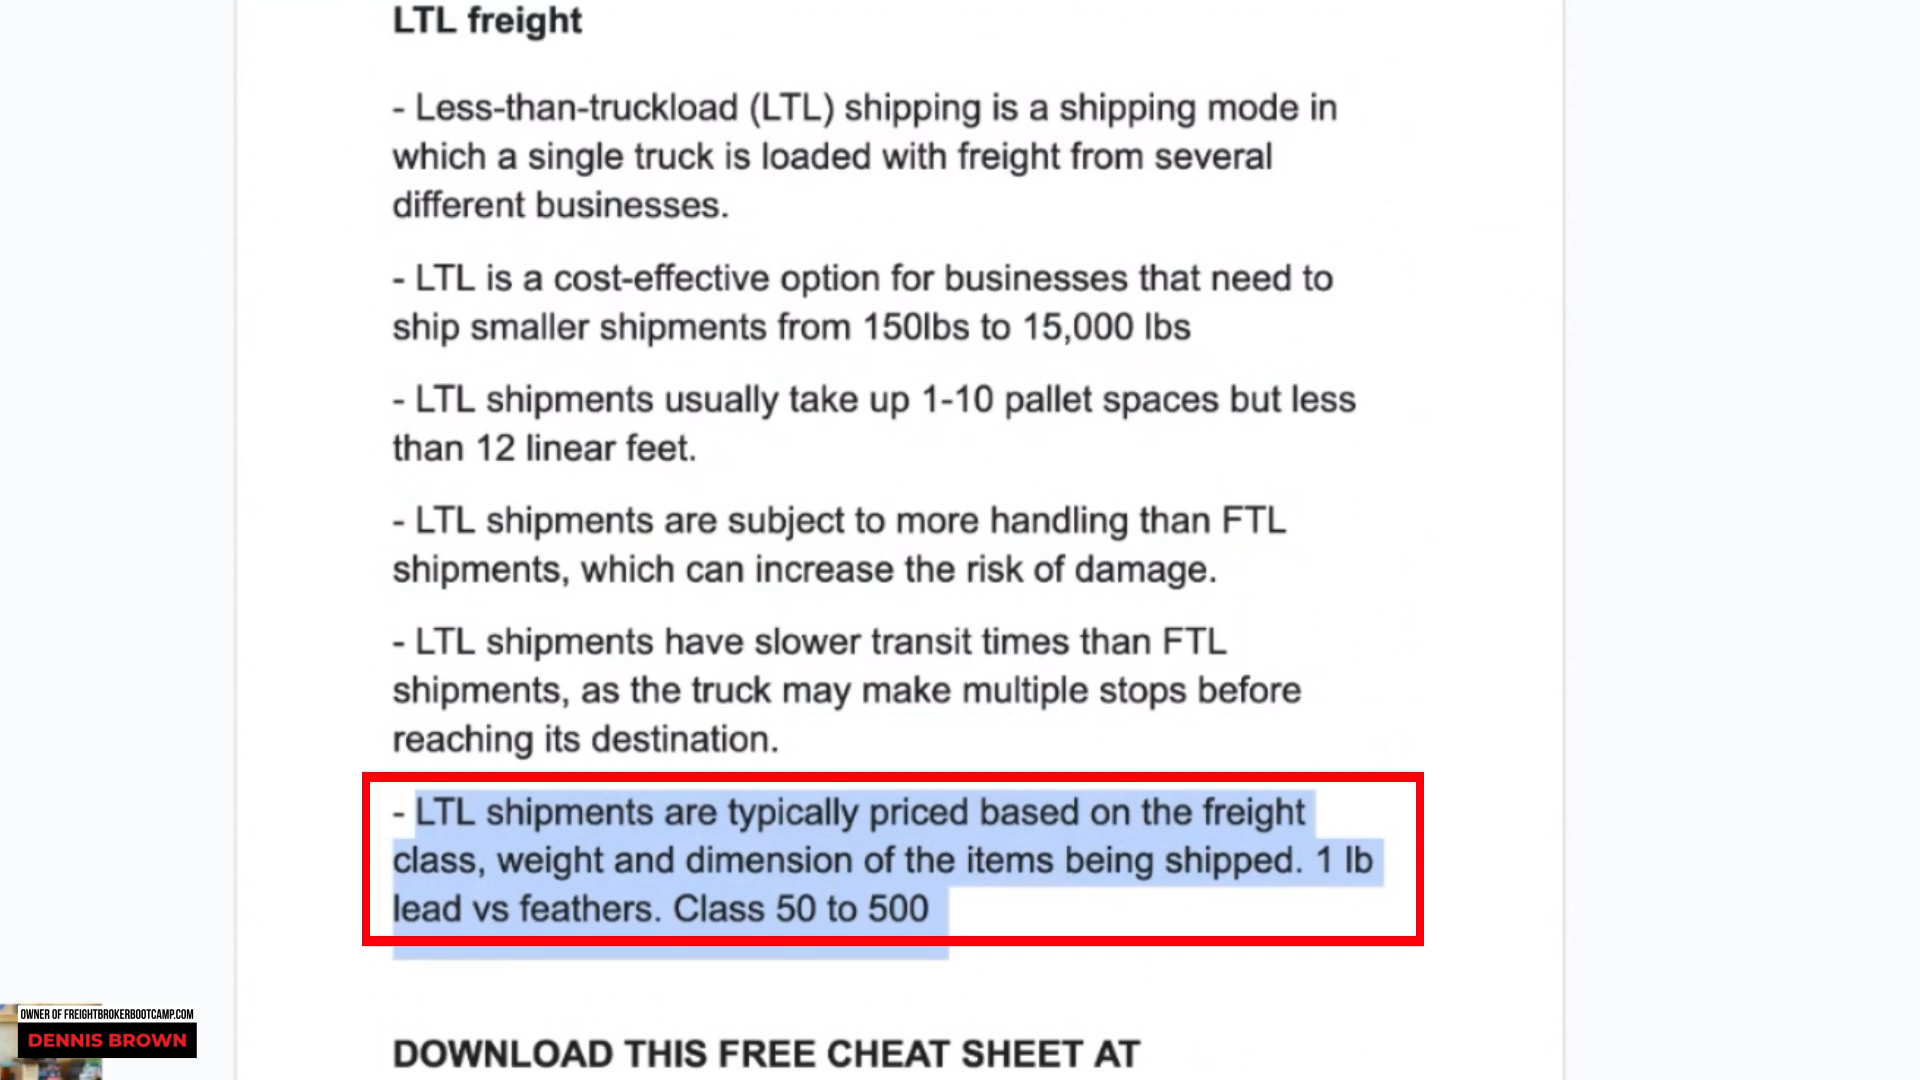 LTL freight
- Less-than-truckload (LTL) shipping is a shipping mode in
which a single truck is loaded with freight from several
different businesses.
- LTL is a cost-effective option for businesses that need to
ship smaller shipments from 150lbs to 15,000 lbs
- LTL shipments usually take up 1-10 pallet spaces but less
than 12 linear feet.
- LTL shipments are subject to more handling than FTL
shipments, which can increase the risk of damage.
- LTL shipments have slower transit times than FTL
shipments, as the truck may make multiple stops before
reaching its destination.
- LTL shipments are typically priced based on the freight
class, weight and dimension of the items being shipped. 1 lb
lead vs feathers. Class 50 to 500
OWNER OF FREIGHTBROKERBOOTCAMP.COM
DENNIS BROWN
DOWNLOAD THIS FREE CHEAT SHEET AT